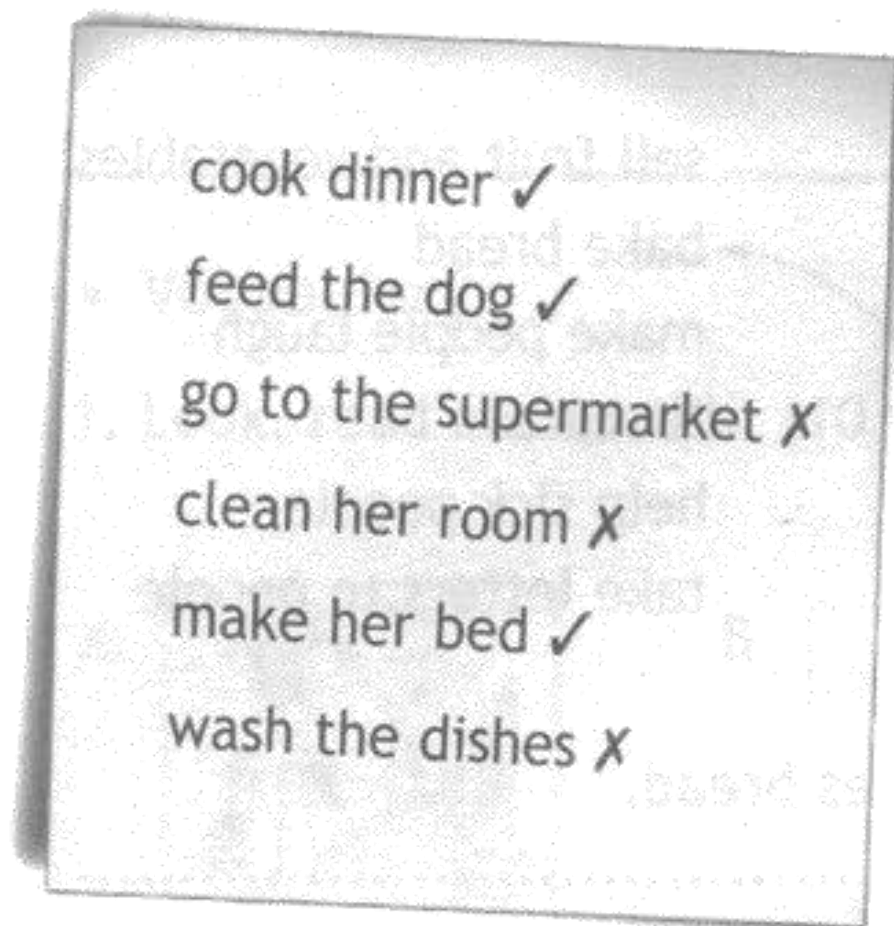 cook dinner ✓
feed the dog ✓
go to the supermarket ✗
clean her room ✗
make her bed ✓
wash the dishes ✗